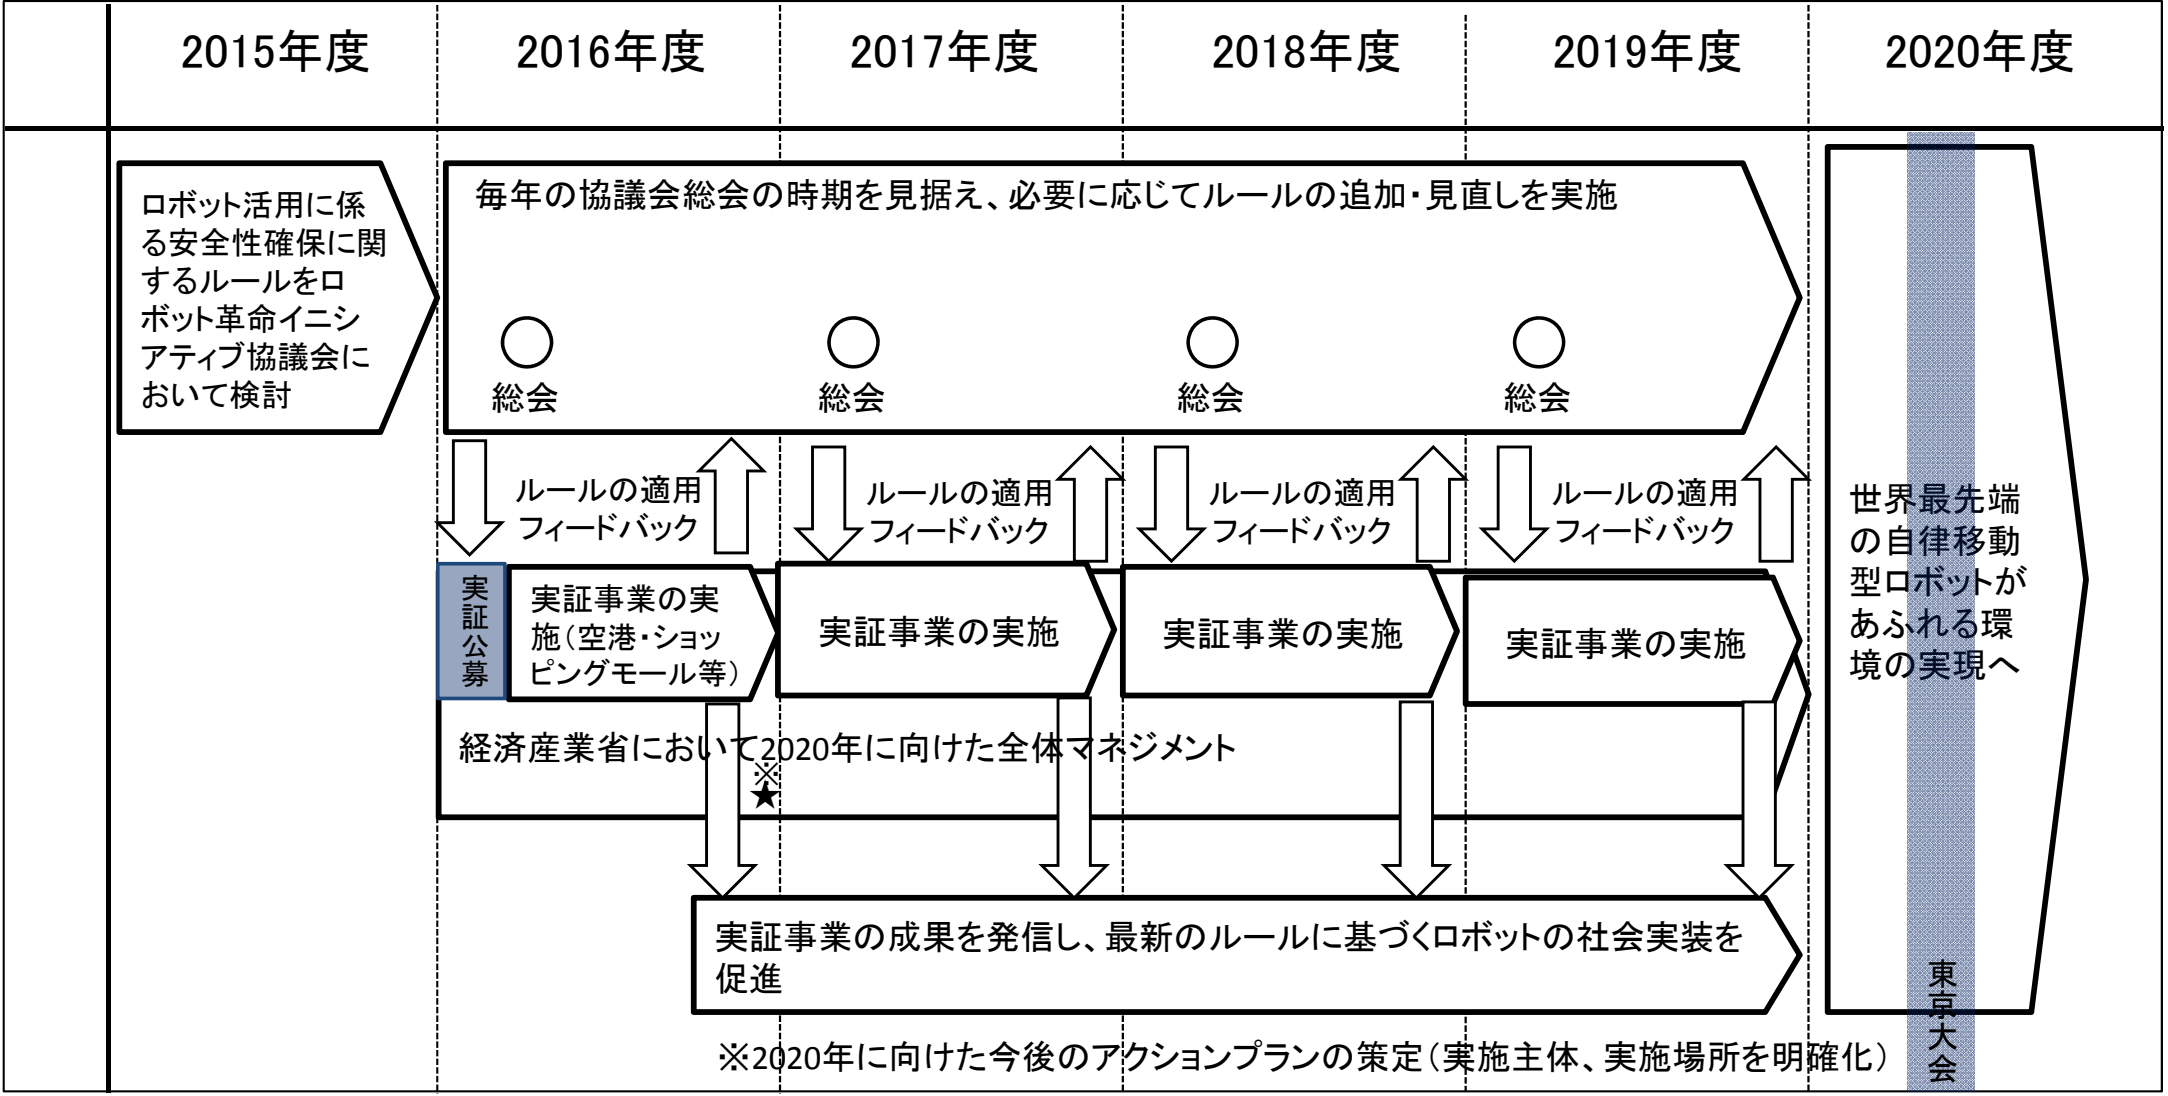 2015年度
2016年度
2017年度
2018年度
2019年度
2020年度
ロボット活用に係
る安全性確保に関
するルールをロ
ボット革命イニシ
アティブ協議会に
おいて検討
毎年の協議会総会の時期を見据え、必要に応じてルールの追加・見直しを実施
総会
総会
総会
総会
ルールの適用
フィードバック
ルールの適用
フィードバック
ルールの適用
フィードバック
ルールの適用
フィードバック
実証公募
実証事業の実
施(空港・ショッ
ピングモール等)
実証事業の実施
実証事業の実施
実証事業の実施
経済産業省において2020年に向けた全体マネジメント
※
★
実証事業の成果を発信し、最新のルールに基づくロボットの社会実装を
促進
※2020年に向けた今後のアクションプランの策定(実施主体、実施場所を明確化)
世界最先端
の自律移動
型ロボットが
あふれる環
境の実現へ
東京大会